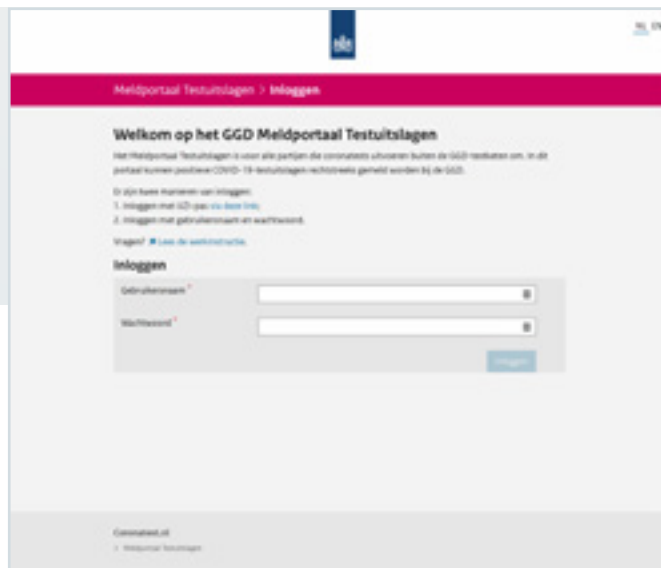 NL EN
Meldportaal Testuitslagen > Inloggen
Welkom op het GGD Meldportaal Testuitslagen
Het Meldportaal Testuitslagen is voor alle partijen die coronatests uitvoeren buiten de GGD-testketen om. In dit
portaal kunnen positieve COVID-19-testuitslagen rechtstreeks gemeld worden bij de GGD.
Er zijn twee manieren van inloggen:
1. Inloggen met UZI-pas via deze link;
2. Inloggen met gebruikersnaam en wachtwoord.
Vragen? Lees de werkinstructie.
Inloggen
Gebruikersnaam *
Wachtwoord *
Inloggen
Coronatest.nl
> Meldportaal Testuitslagen